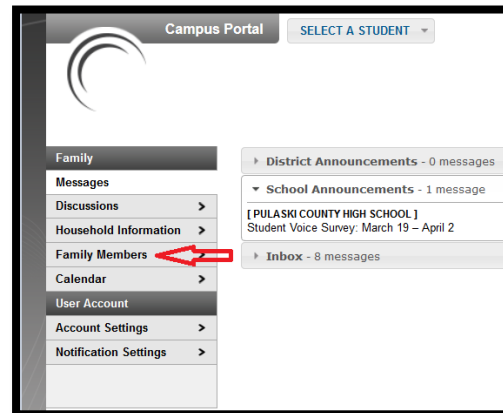 Campus Portal
SELECT A STUDENT
Family
Messages
Discussions
Household Information
Family Members
Calendar
User Account
Account Settings
Notification Settings
District Announcements - 0 messages
School Announcements - 1 message
[ PULASKI COUNTY HIGH SCHOOL ]
Student Voice Survey: March 19 – April 2
Inbox - 8 messages